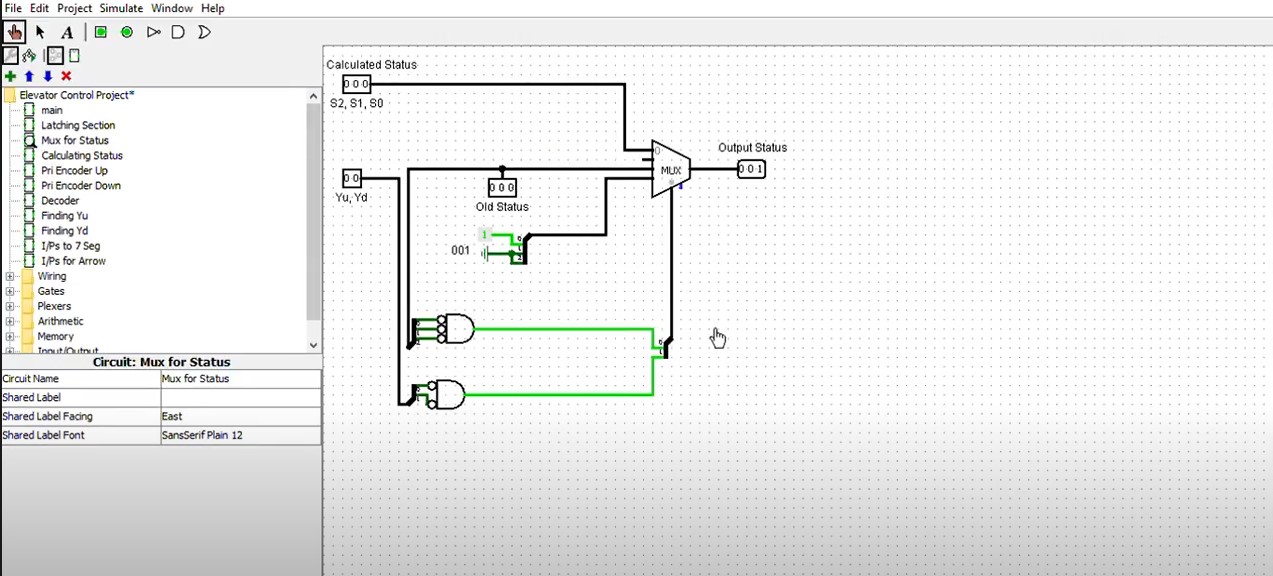 File Edit Project Simulate Window Help
A
Elevator Control Project*
main
Latching Section
Mux for Status
Calculating Status
Pri Encoder Up
Pri Encoder Down
Decoder
Finding Yu
Finding Yd
I/Ps to 7 Seg
I/Ps for Arrow
Wiring
Gates
Plexers
Arithmetic
Memory
Input/Output
Circuit: Mux for Status
Circuit Name Mux for Status
Shared Label
Shared Label Facing East
Shared Label Font SansSerif Plain 12
Calculated Status
0 0 0
S2, S1, S0
0 0
Yu, Yd
0 0 0
Old Status
1
001
0
MUX
Output Status
0 0 1